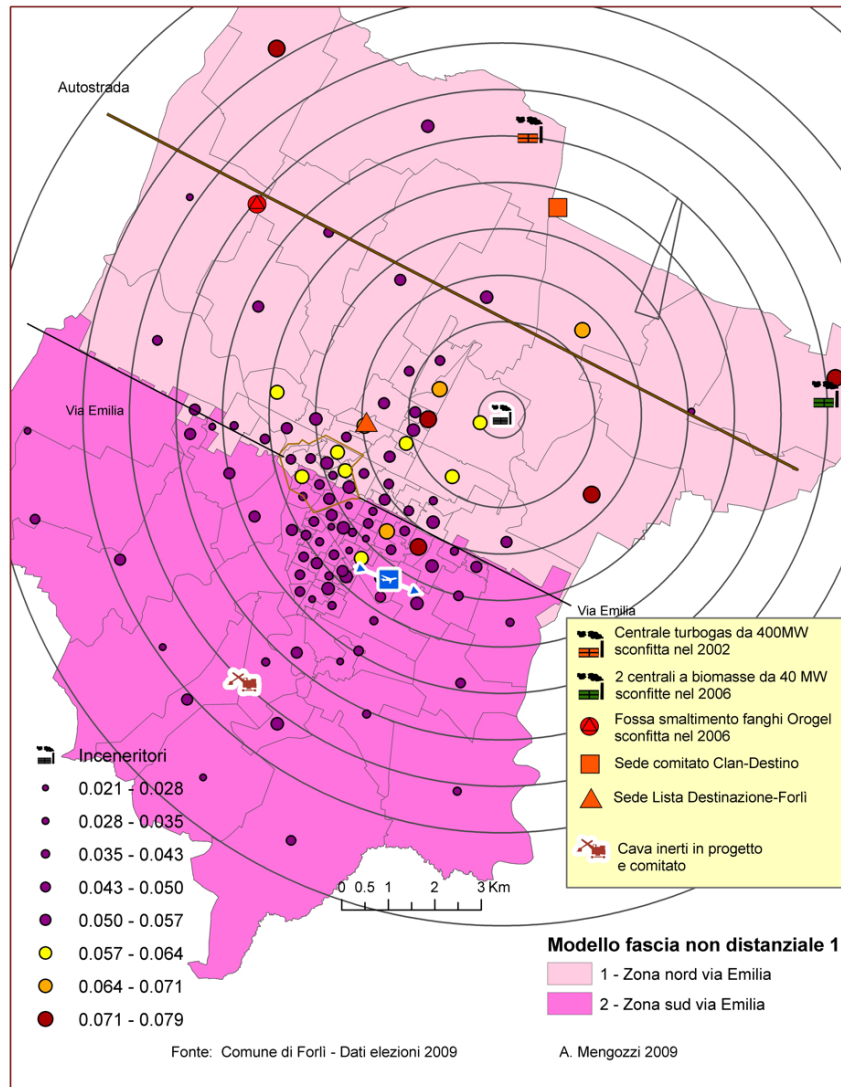 Autostrada
Via Emilia
Via Emilia
Centrale turbogas da 400MW
sconfitta nel 2002
2 centrali a biomasse da 40 MW
sconfitte nel 2006
Fossa smaltimento fanghi Orogel
sconfitta nel 2006
Sede comitato Clan-Destino
Sede Lista Destinazione-Forlì
Cava inerti in progetto
e comitato
Inceneritori
0.021 - 0.028
0.028 - 0.035
0.035 - 0.043
0.043 - 0.050
0.050 - 0.057
0.057 - 0.064
0.064 - 0.071
0.071 - 0.079
0 0.5 1 2 3 Km
Modello fascia non distanziale 1
1 - Zona nord via Emilia
2 - Zona sud via Emilia
Fonte: Comune di Forlì - Dati elezioni 2009 A. Mengozzi 2009